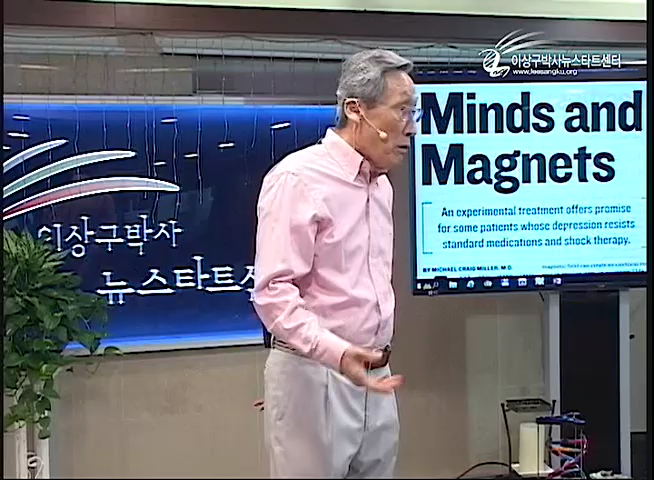 이상구박사뉴스타트센터
www.leesangku.org
Minds and
Magnets
An experimental treatment offers promise
for some patients whose depression resists
standard medications and shock therapy.
BY MICHAEL CRAIG MILLER, M.D.
이상구박사
뉴스타트